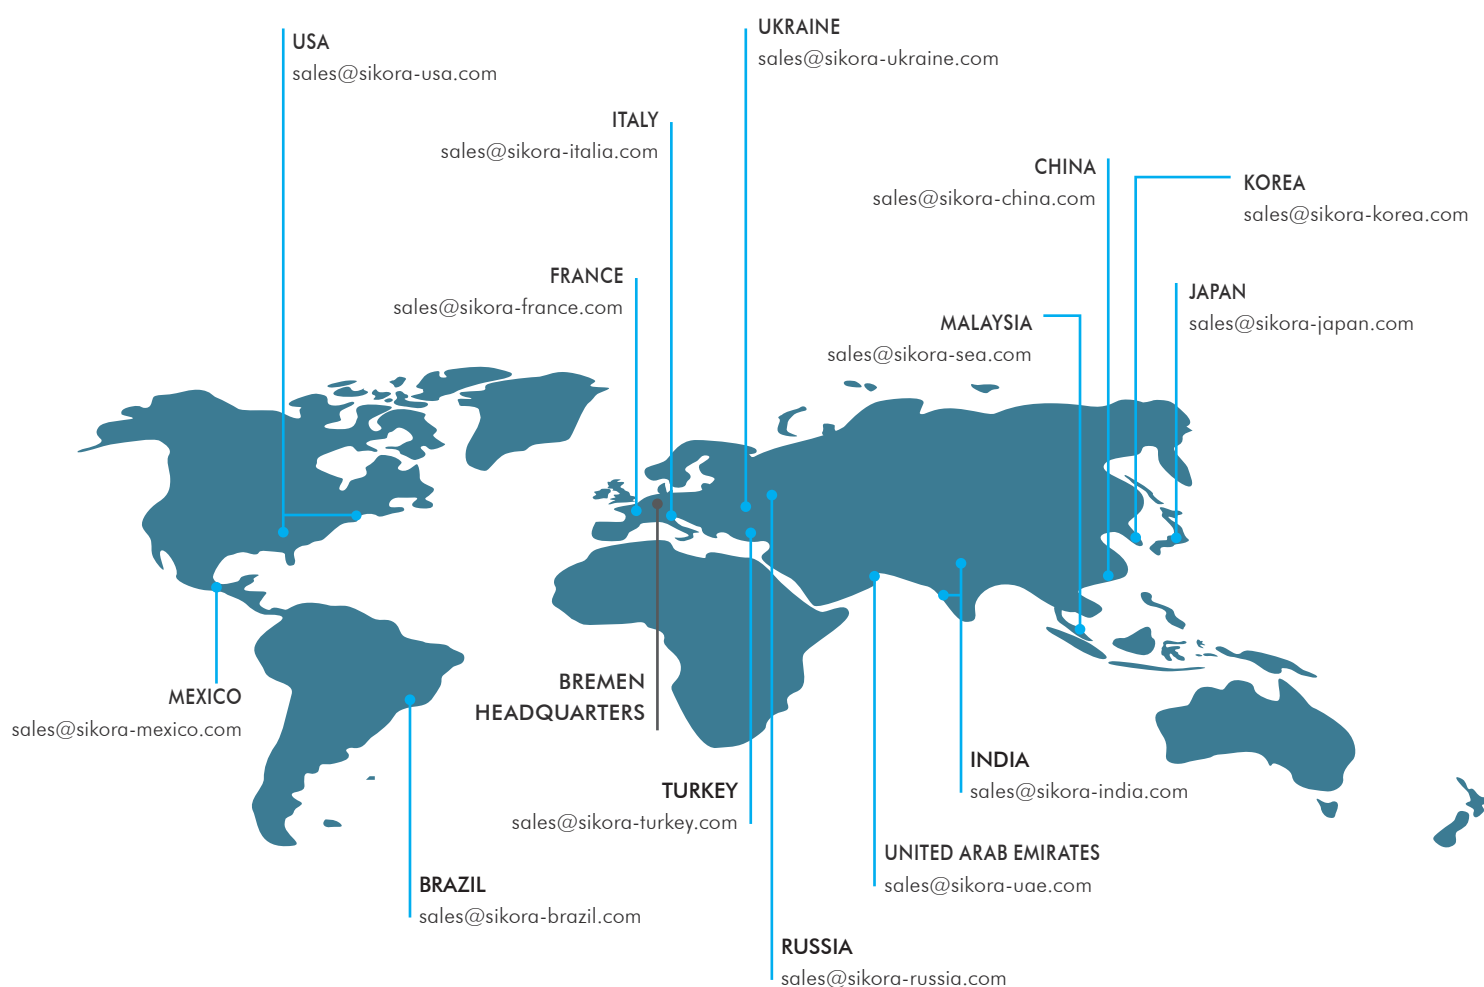 USA
sales@sikora-usa.com
UKRAINE
sales@sikora-ukraine.com
ITALY
sales@sikora-italia.com
CHINA
sales@sikora-china.com
KOREA
sales@sikora-korea.com
FRANCE
sales@sikora-france.com
JAPAN
sales@sikora-japan.com
MALAYSIA
sales@sikora-sea.com
MEXICO
sales@sikora-mexico.com
BREMEN
HEADQUARTERS
INDIA
sales@sikora-india.com
TURKEY
sales@sikora-turkey.com
UNITED ARAB EMIRATES
sales@sikora-uae.com
BRAZIL
sales@sikora-brazil.com
RUSSIA
sales@sikora-russia.com